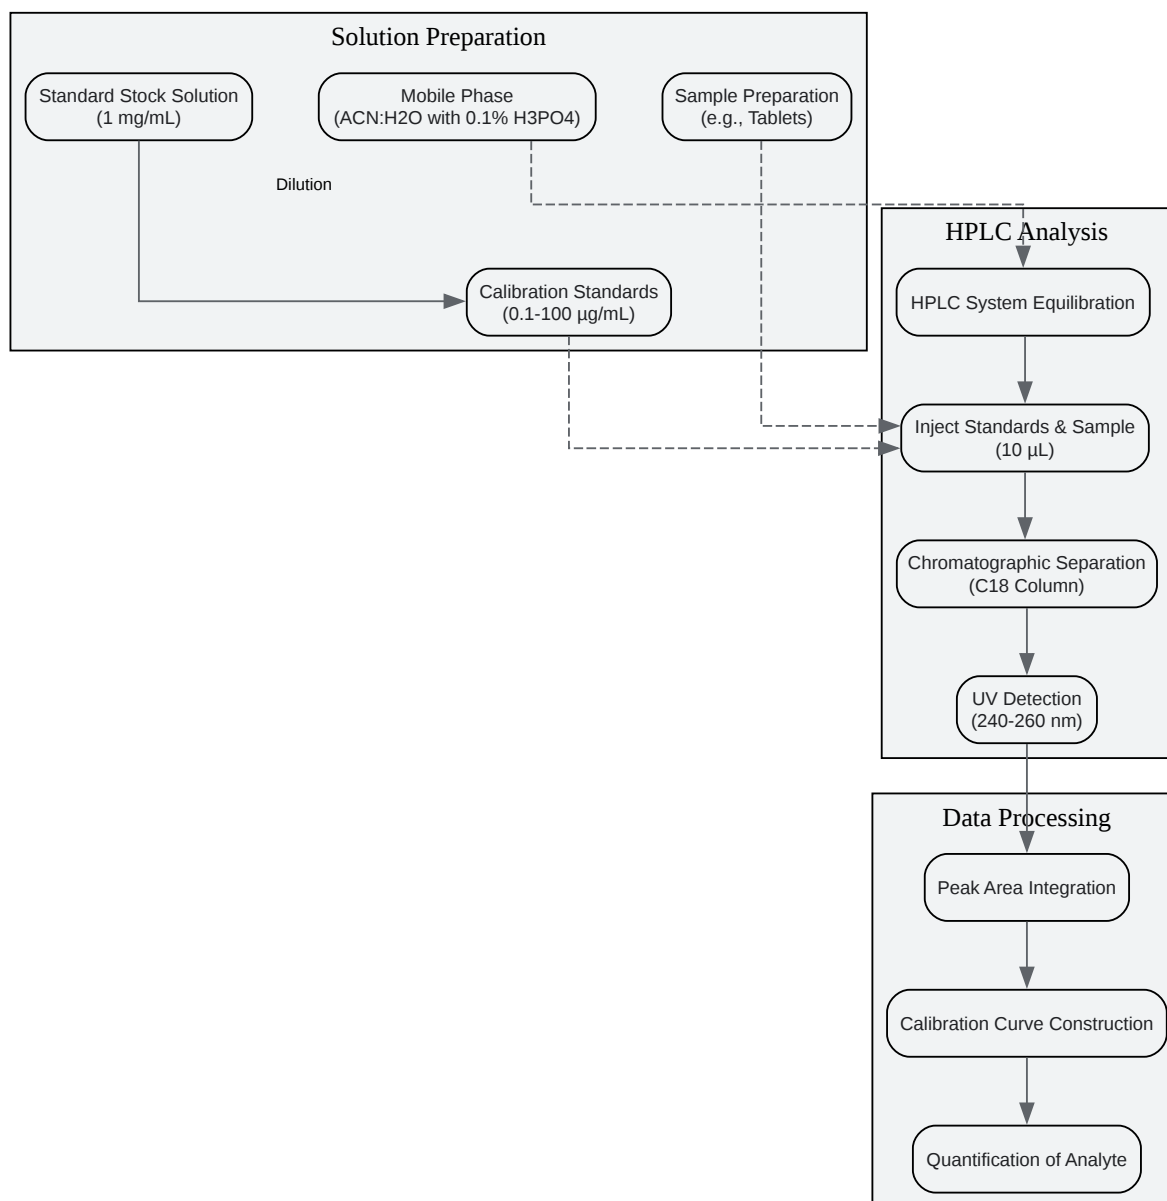 Solution Preparation
Standard Stock Solution
(1 mg/mL)
Mobile Phase
(ACN:H2O with 0.1% H3PO4)
Sample Preparation
(e.g., Tablets)
Dilution
Calibration Standards
(0.1-100 µg/mL)
HPLC Analysis
HPLC System Equilibration
Inject Standards & Sample
(10 µL)
Chromatographic Separation
(C18 Column)
UV Detection
(240-260 nm)
Data Processing
Peak Area Integration
Calibration Curve Construction
Quantification of Analyte